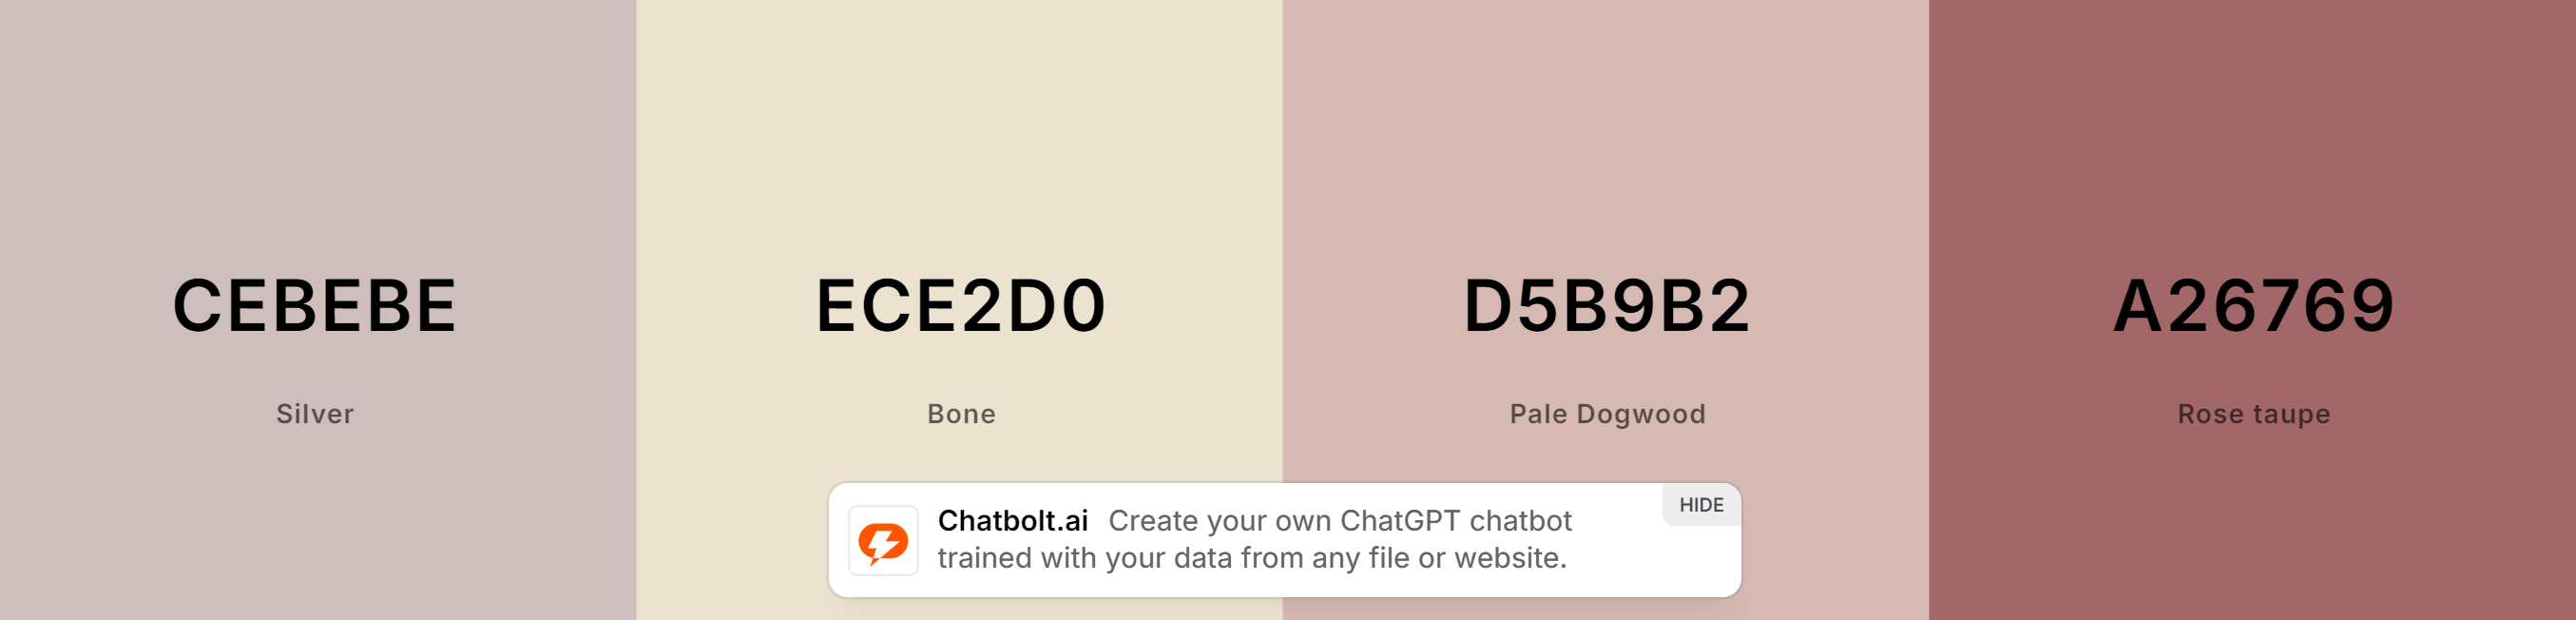 CEBEBE
Silver
ECE2D0
Bone
D5B9B2
Pale Dogwood
A26769
Rose taupe
Chatbolt.ai Create your own ChatGPT chatbot
trained with your data from any file or website.
HIDE